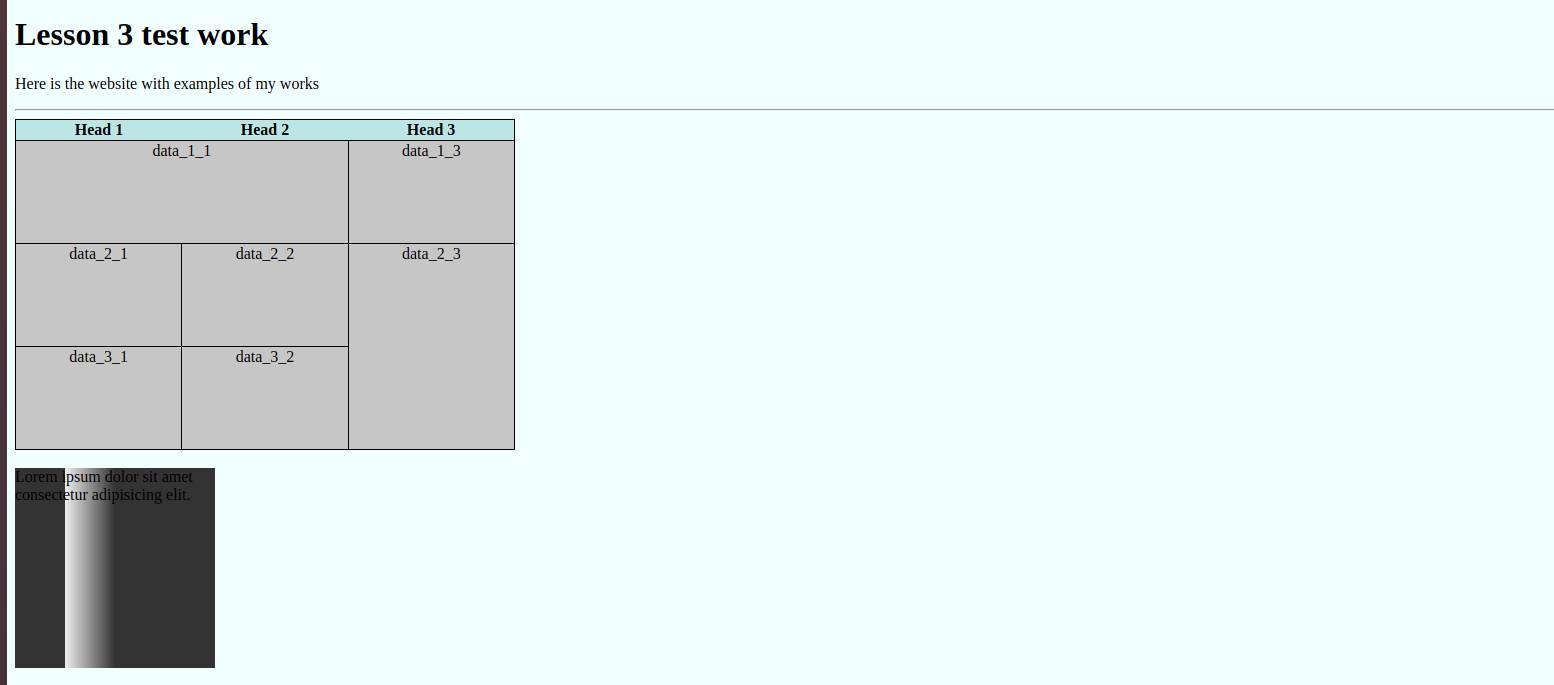 Lesson 3 test work
Here is the website with examples of my works
Head 1 Head 2 Head 3
data_1_1 data_1_3
data_2_1 data_2_2 data_2_3
data_3_1 data_3_2
Lorem ipsum dolor sit amet
consectetur adipisicing elit.